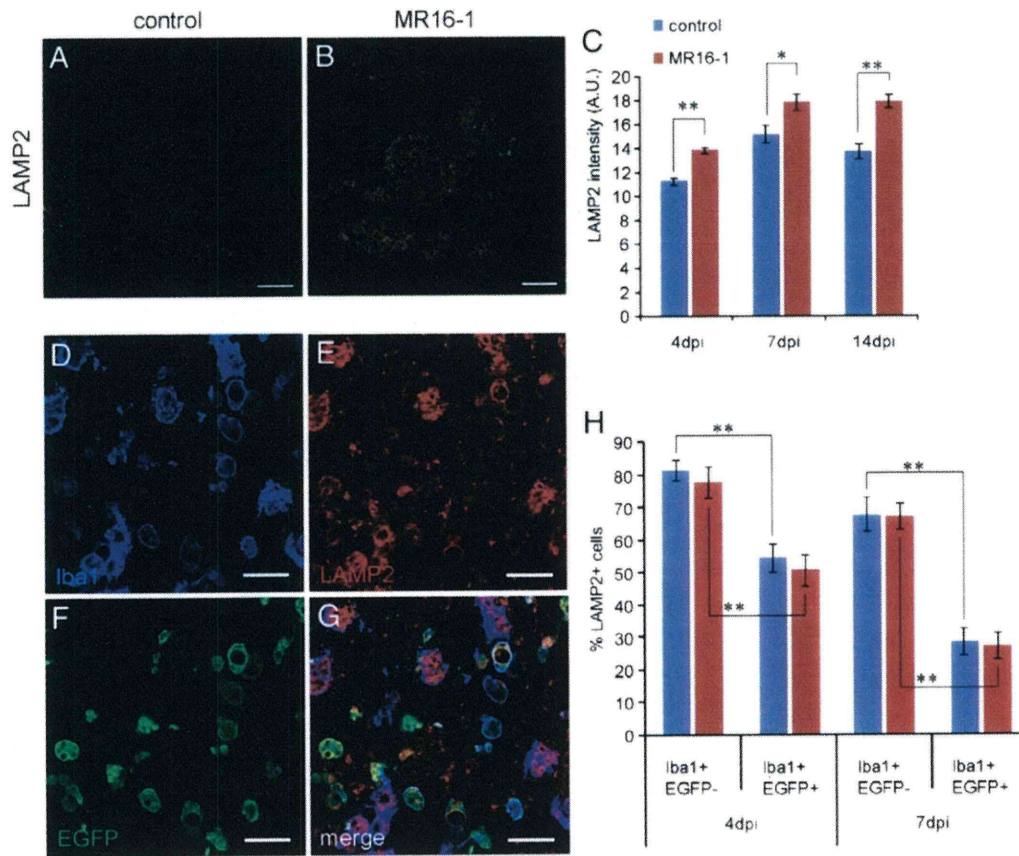 control
MR16-1
LAMP2
A
B
C
control
MR16-1
LAMP2 intensity (A.U.)
20
18
16
14
12
10
8
6
4
2
0
**
*
**
4dpi
7dpi
14dpi
D
Iba1
E
LAMP2
F
EGFP
G
merge
H
% LAMP2+ cells
90
80
70
60
50
40
30
20
10
0
**
**
**
**
Iba1+
EGFP-
Iba1+
EGFP+
Iba1+
EGFP-
Iba1+
EGFP+
4dpi
7dpi